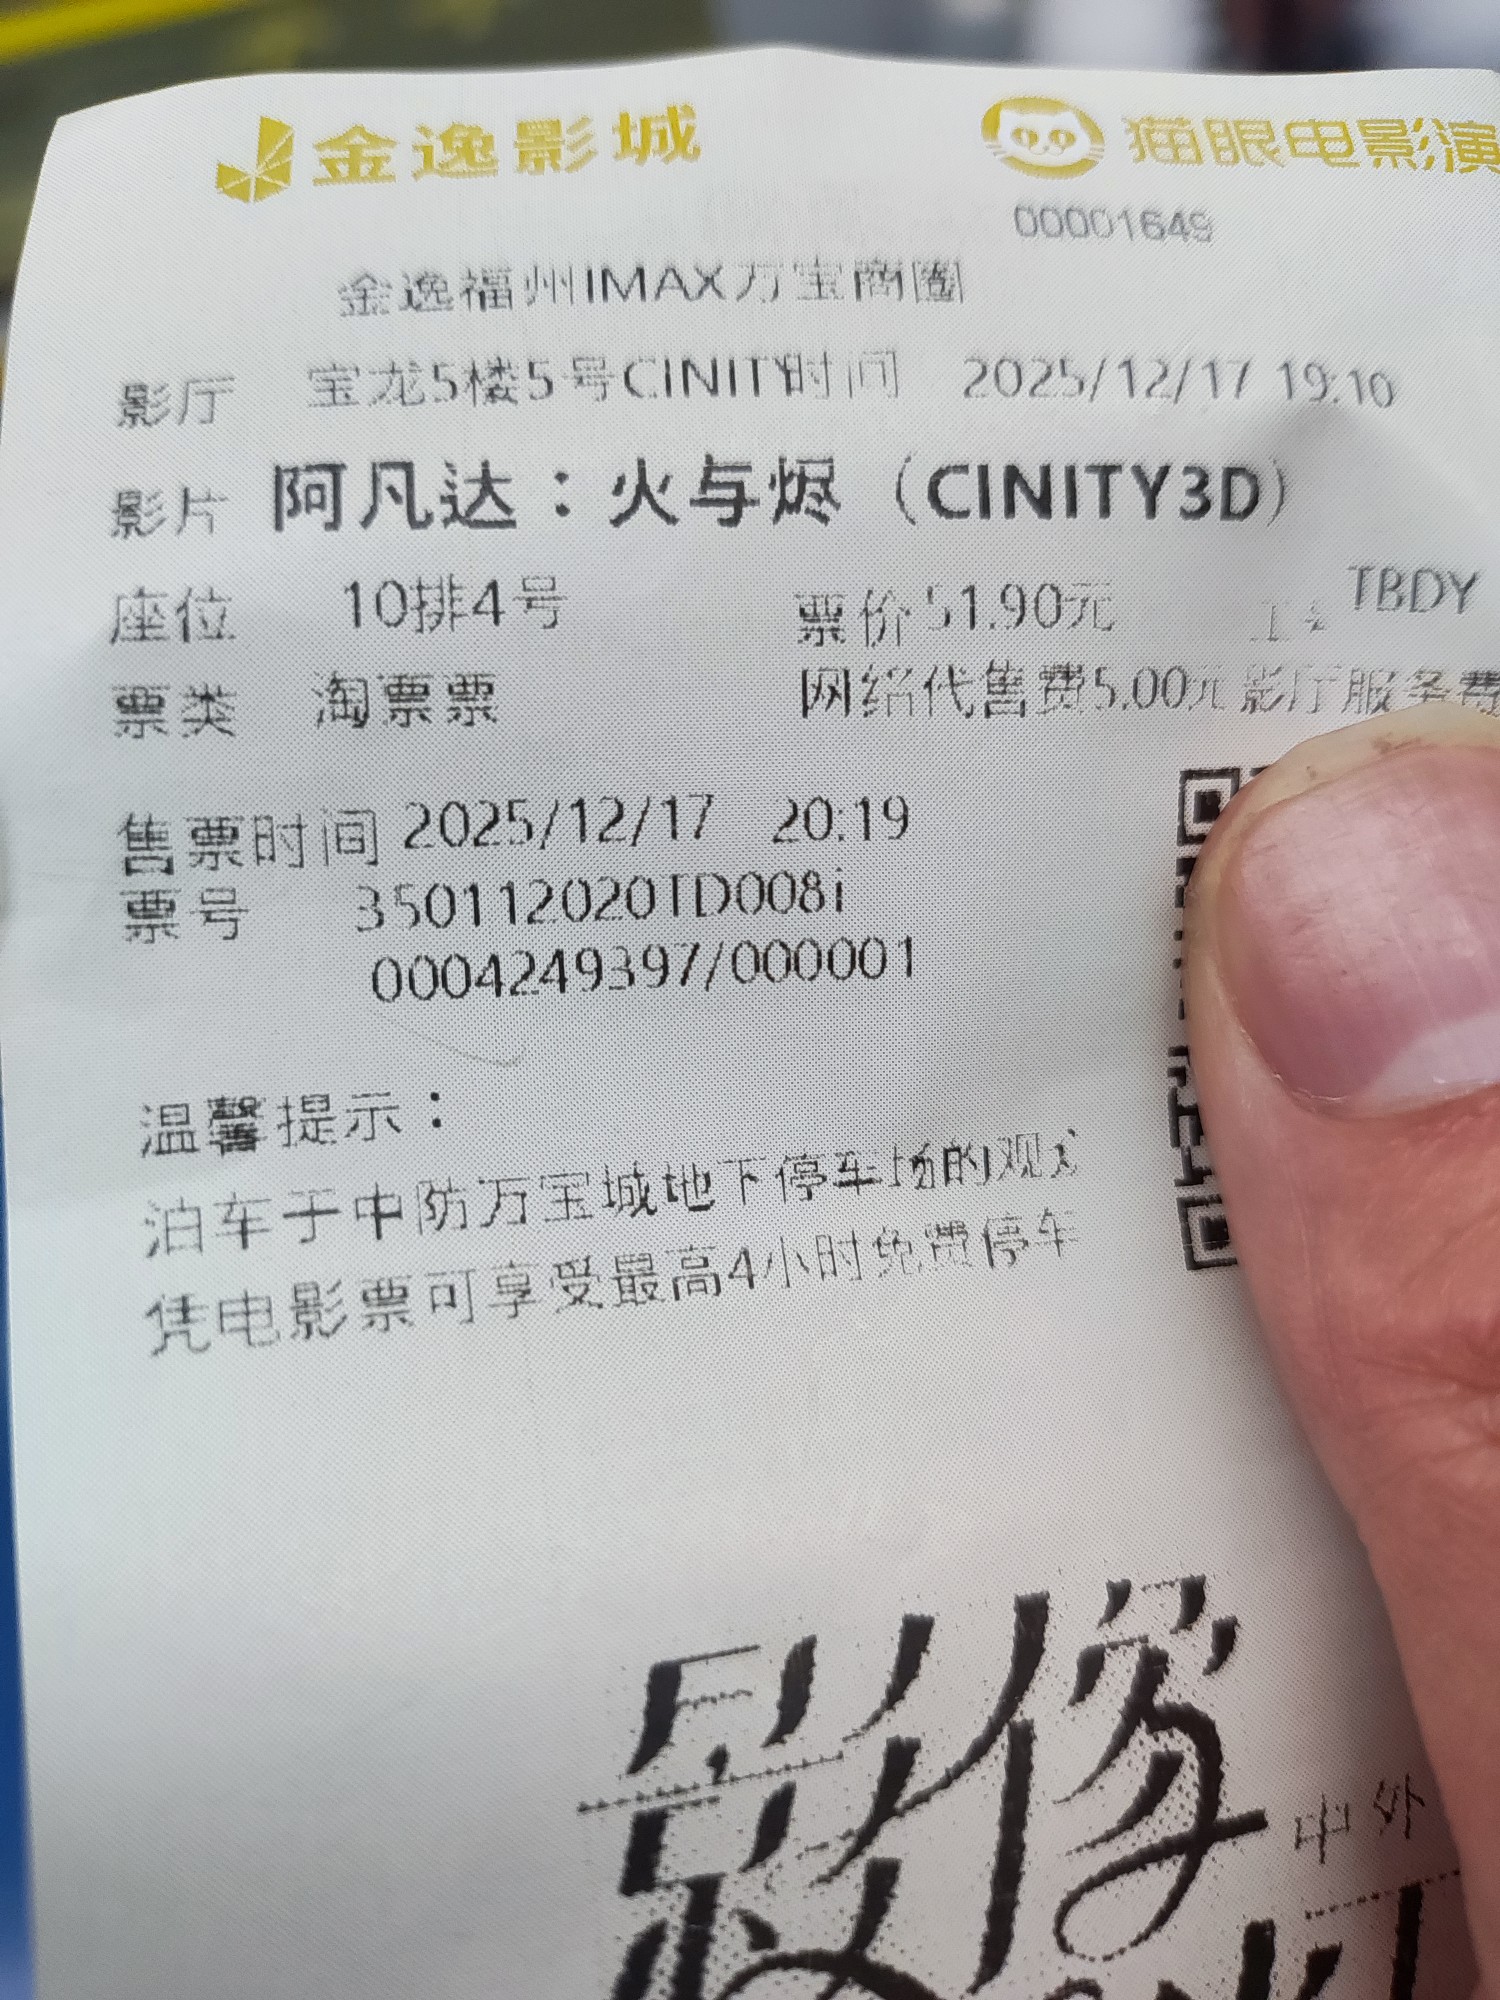 金逸影城 猫眼电影演
00001649
金逸福州IMAX万宝商圈
影厅 宝龙5楼5号CINITY时间 2025/12/17 19:10
影片 阿凡达：火与烬（CINITY3D）
座位 10排4号 票价51.90元 TBDY
票类 淘票票 网络代售费5.00元 影厅服务费
售票时间 2025/12/17 20:19
票号 350112020TD008i
0004249397/000001
温馨提示：
泊车于中防万宝城地下停车场的观
凭电影票可享受最高4小时免费停车
影像
中外